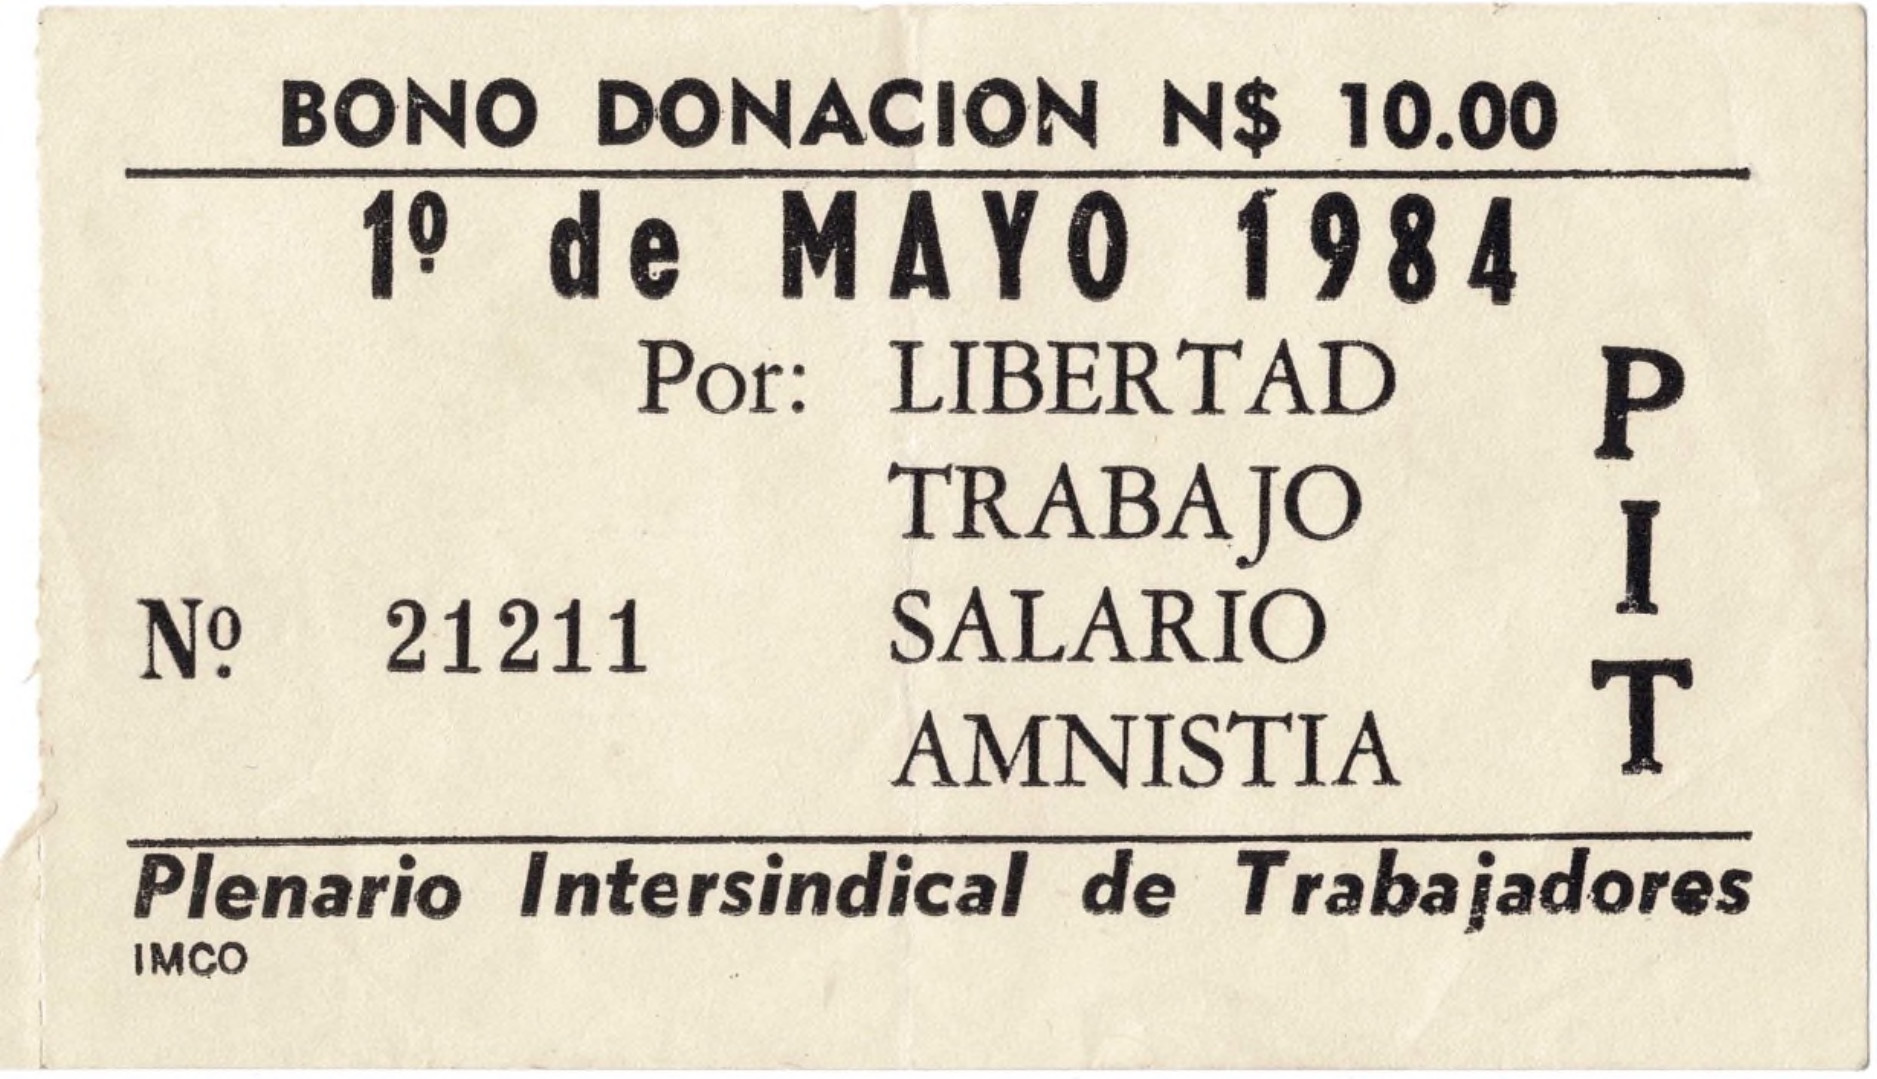 BONO DONACION N$ 10.00
1º de MAYO 1984
Por: LIBERTAD
TRABAJO
SALARIO
AMNISTIA
Nº 21211
P
I
T
Plenario Intersindical de Trabajadores
IMCO